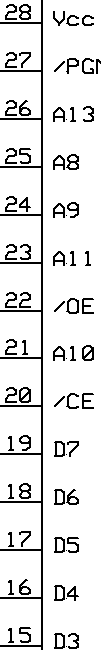 28 Vcc
27 /PGM
26 A13
25 A8
24 A9
23 A11
22 /OE
21 A10
20 /CE
19 D7
18 D6
17 D5
16 D4
15 D3